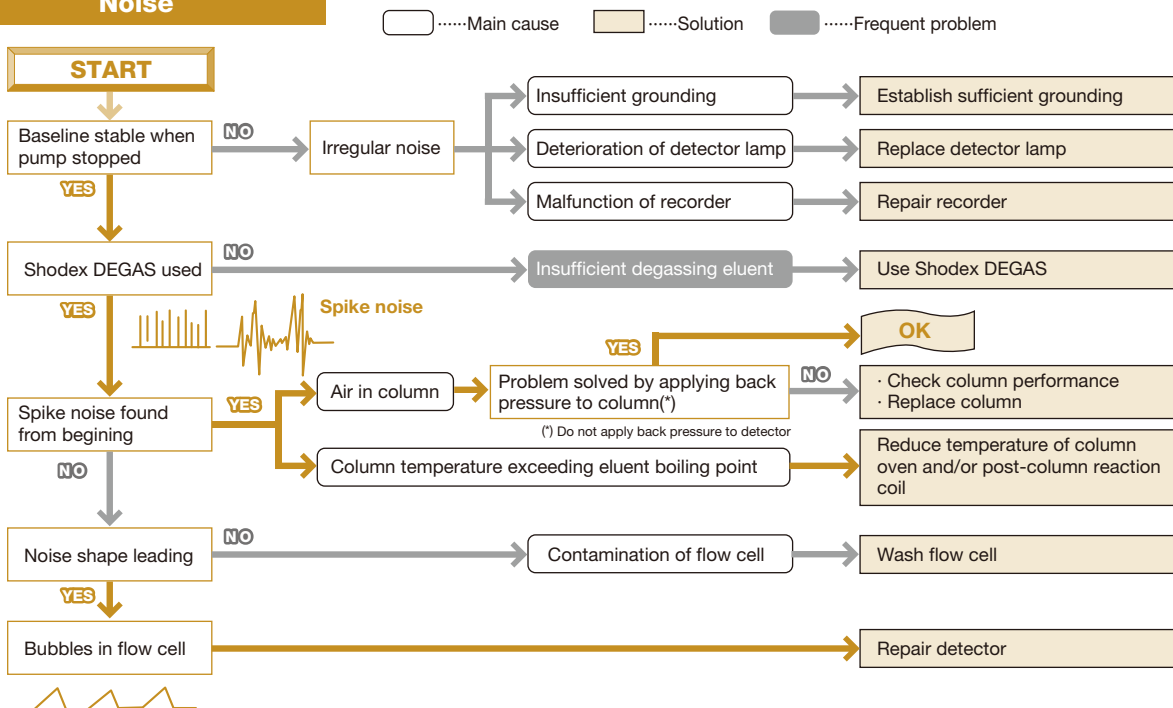 Noise
······Main cause
······Solution
······Frequent problem
START
Baseline stable when
pump stopped
NO
Irregular noise
Insufficient grounding
Establish sufficient grounding
Deterioration of detector lamp
Replace detector lamp
Malfunction of recorder
Repair recorder
YES
Shodex DEGAS used
NO
Insufficient degassing eluent
Use Shodex DEGAS
YES
Spike noise
Spike noise found
from begining
YES
Air in column
Problem solved by applying back
pressure to column(*)
(*) Do not apply back pressure to detector
YES
OK
NO
· Check column performance
· Replace column
Column temperature exceeding eluent boiling point
Reduce temperature of column
oven and/or post-column reaction
coil
NO
Noise shape leading
NO
Contamination of flow cell
Wash flow cell
YES
Bubbles in flow cell
Repair detector